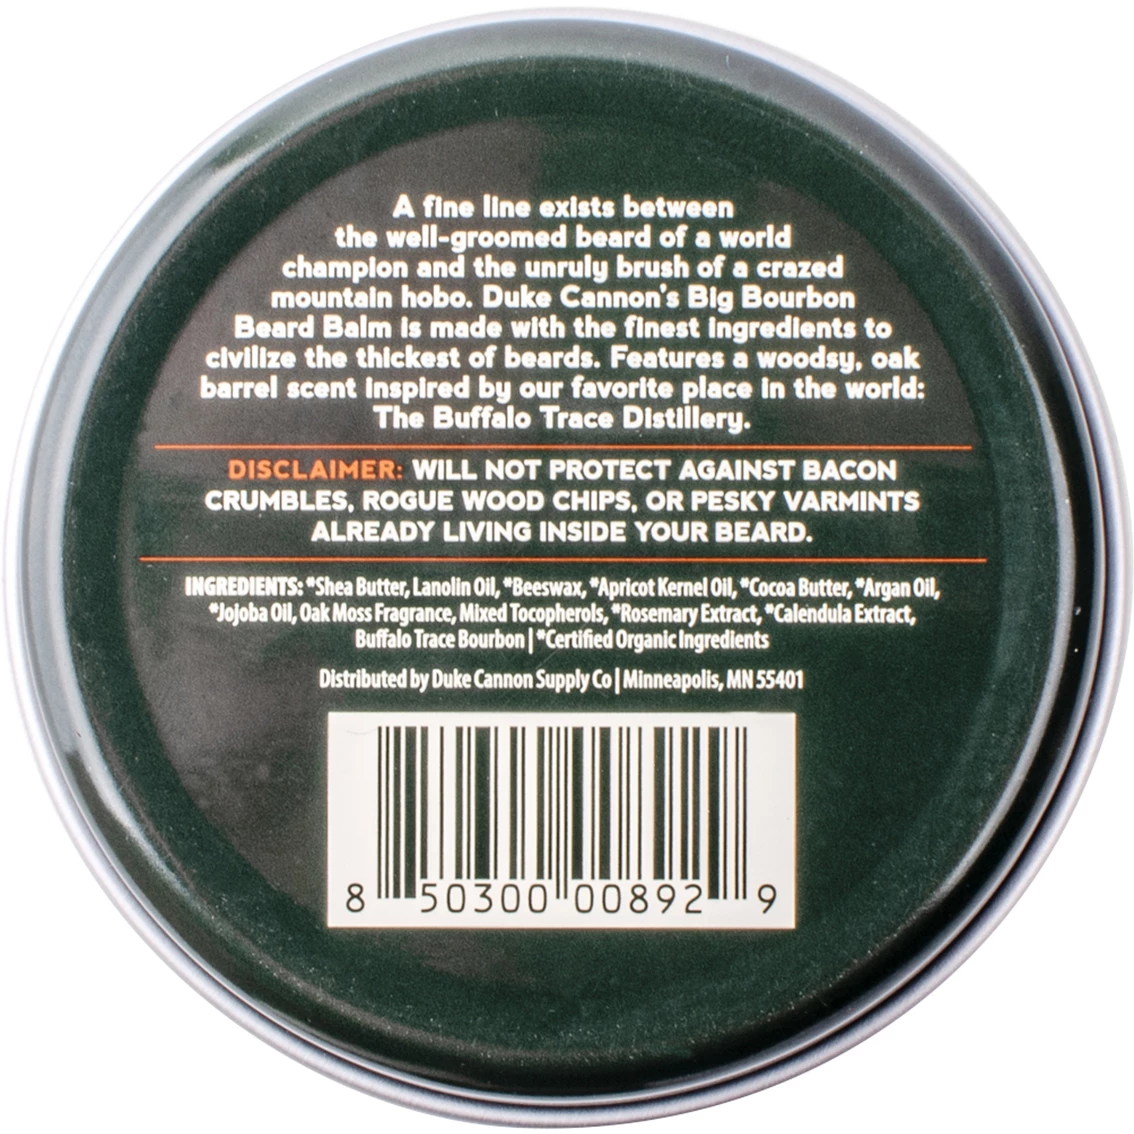 A fine line exists between
the well-groomed beard of a world
champion and the unruly brush of a crazed
mountain hobo. Duke Cannon's Big Bourbon
Beard Balm is made with the finest ingredients to
civilize the thickest of beards. Features a woodsy, oak
barrel scent inspired by our favorite place in the world:
The Buffalo Trace Distillery.
DISCLAIMER: WILL NOT PROTECT AGAINST BACON
CRUMBLES, ROGUE WOOD CHIPS, OR PESKY VARMINTS
ALREADY LIVING INSIDE YOUR BEARD.
INGREDIENTS: *Shea Butter, Lanolin Oil, *Beeswax, *Apricot Kernel Oil, *Cocoa Butter, *Argan Oil,
*Jojoba Oil, Oak Moss Fragrance, Mixed Tocopherols, *Rosemary Extract, *Calendula Extract,
Buffalo Trace Bourbon | *Certified Organic Ingredients
Distributed by Duke Cannon Supply Co | Minneapolis, MN 55401
8 50300 00892 9